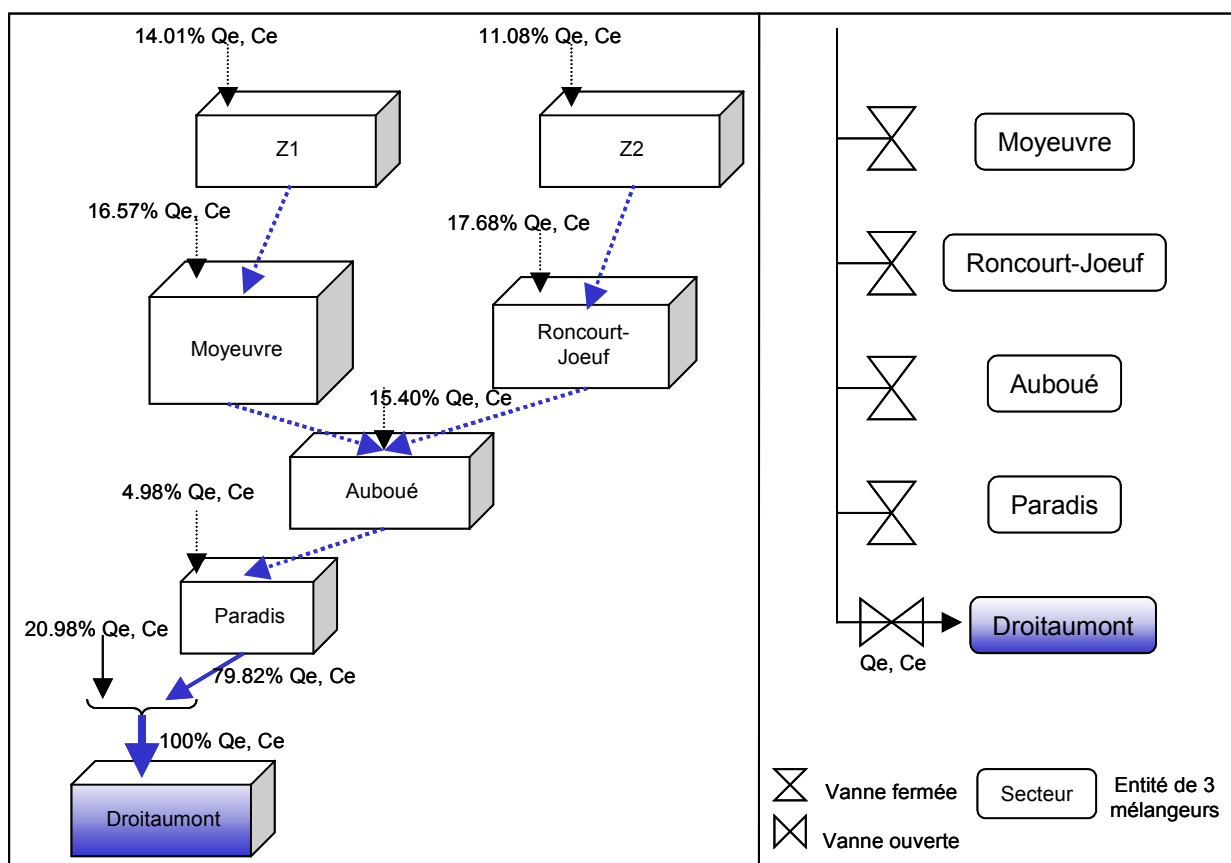 14.01% Qe, Ce
11.08% Qe, Ce
Z1
Z2
16.57% Qe, Ce
17.68% Qe, Ce
Moyeuvre
Roncourt-
Joeuf
15.40% Qe, Ce
Auboué
4.98% Qe, Ce
Paradis
20.98% Qe, Ce
79.82% Qe, Ce
100% Qe, Ce
Droitaumont
Moyeuvre
Roncourt-Joeuf
Auboué
Paradis
Droitaumont
Qe, Ce
Vanne fermée
Vanne ouverte
Secteur
Entité de 3
mélangeurs